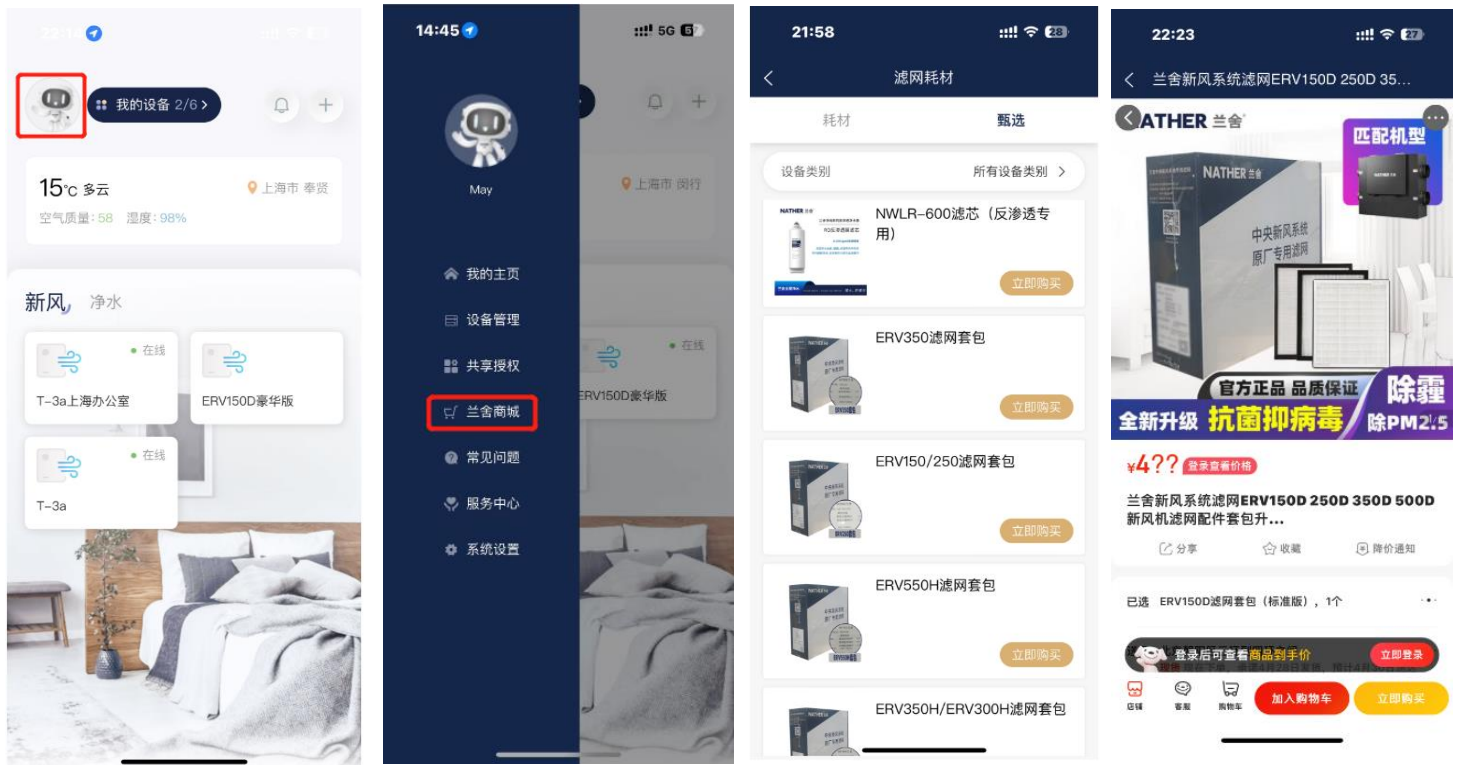 22:14
我的设备 2/6 >
15°C 多云
上海市 奉贤
空气质量:58 湿度:98%
新风 净水
在线
T-3a上海办公室
ERV150D豪华版
在线
T-3a
14:45
5G
May
我的主页
设备管理
共享授权
兰舍商城
常见问题
服务中心
系统设置
上海市 闵行
在线
ERV150D豪华版
21:58
28
滤网耗材
耗材
甄选
设备类别
所有设备类别 >
NATHER
NWLR-600滤芯（反渗透专
用）
立即购买
ERV350滤网套包
立即购买
ERV150/250滤网套包
立即购买
ERV550H滤网套包
立即购买
ERV350H/ERV300H滤网套包
22:23
27
兰舍新风系统滤网ERV150D 250D 35...
NATHER 兰舍
匹配机型
NATHER 兰舍
中央新风系统
原厂专用滤网
官方正品 品质保证
除霾
全新升级 抗菌抑病毒
除PM2.5
¥4?? 登录查看价格
兰舍新风系统滤网ERV150D 250D 350D 500D
新风机滤网配件套包升...
分享
收藏
降价通知
已选 ERV150D滤网套包（标准版），1个
登录后可查看商品到手价
立即登录
店铺
客服
购物车
加入购物车
立即购买